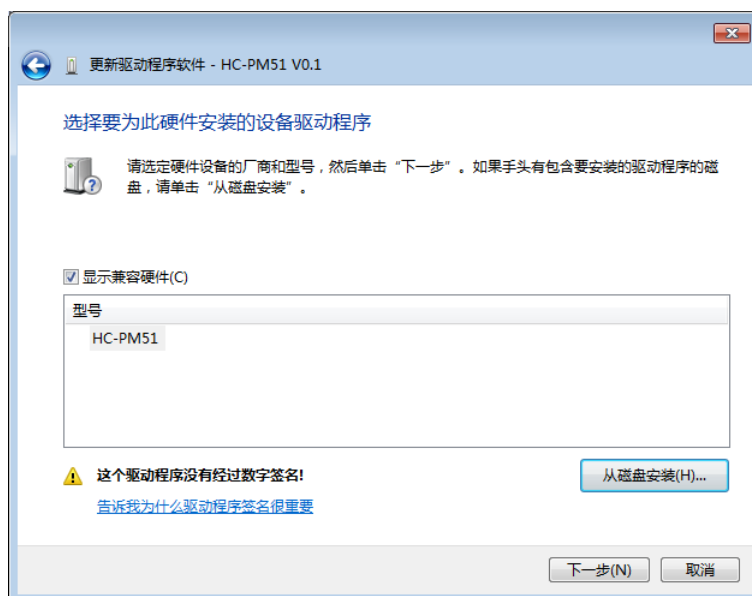 更新驱动程序软件 - HC-PM51 V0.1
选择要为此硬件安装的设备驱动程序
请选定硬件设备的厂商和型号，然后单击“下一步”。如果手头有包含要安装的驱动程序的磁
盘，请单击“从磁盘安装”。
显示兼容硬件(C)
型号
HC-PM51
这个驱动程序没有经过数字签名!
从磁盘安装(H)...
告诉我为什么驱动程序签名很重要
下一步(N)
取消